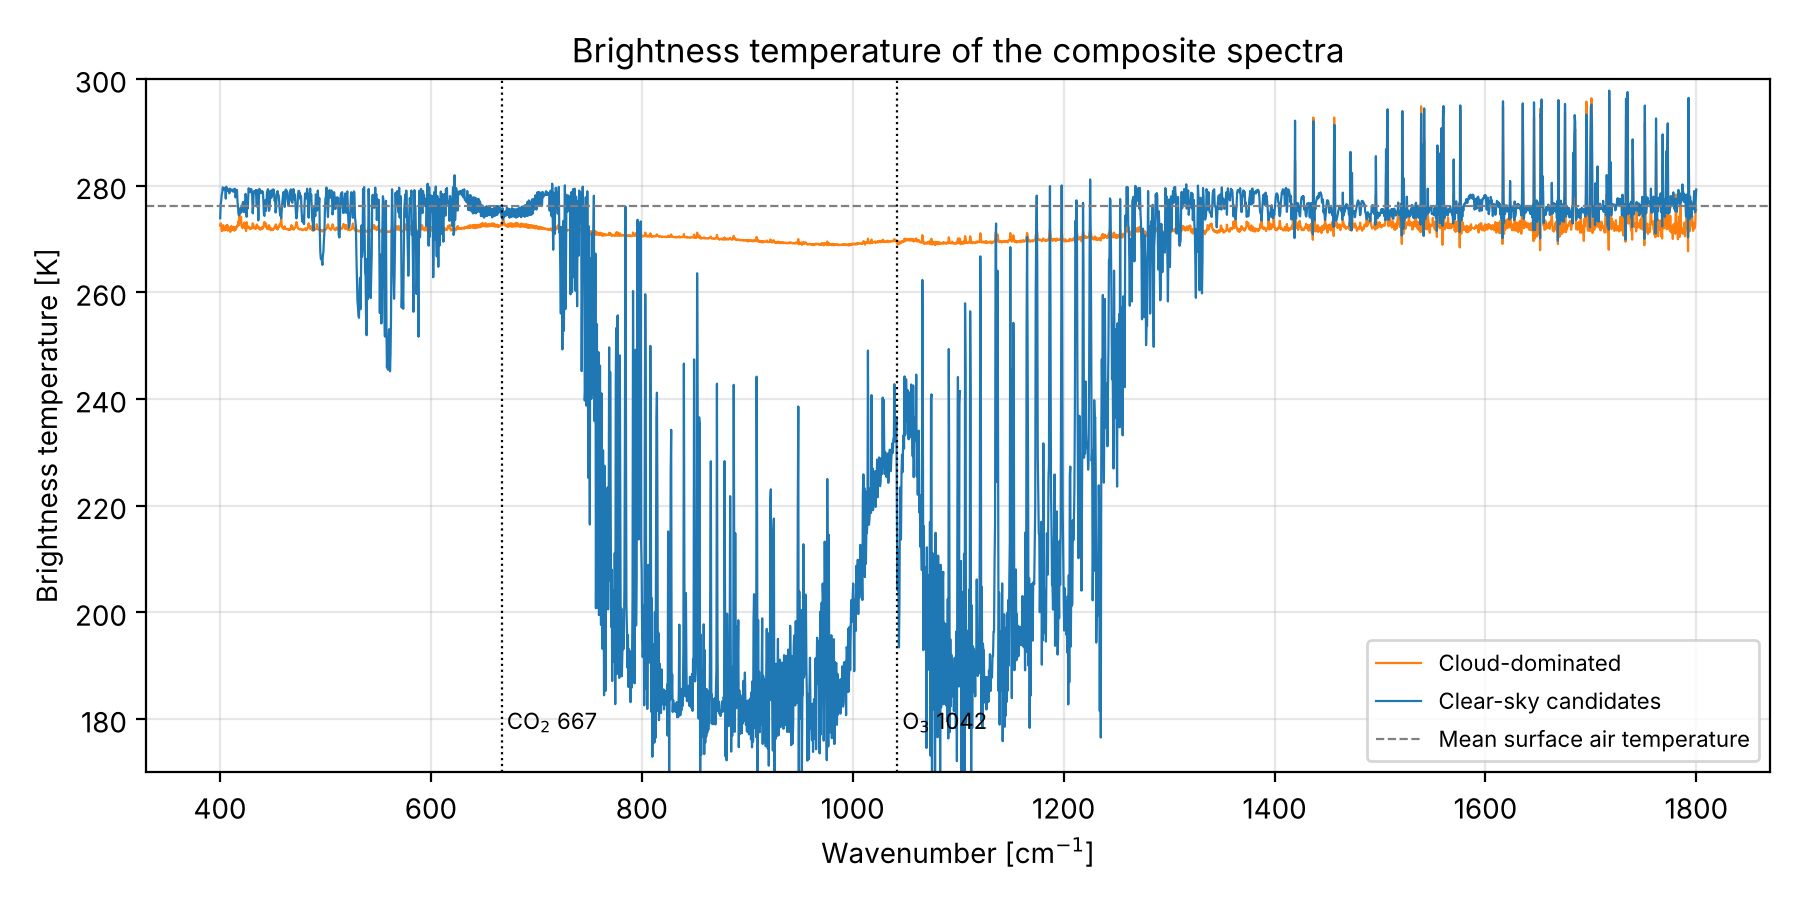 Brightness temperature of the composite spectra
Brightness temperature [K]
300
280
260
240
220
200
180
CO₂ 667
O₃ 1042
Cloud-dominated
Clear-sky candidates
Mean surface air temperature
400
600
800
1000
1200
1400
1600
1800
Wavenumber [cm⁻¹]